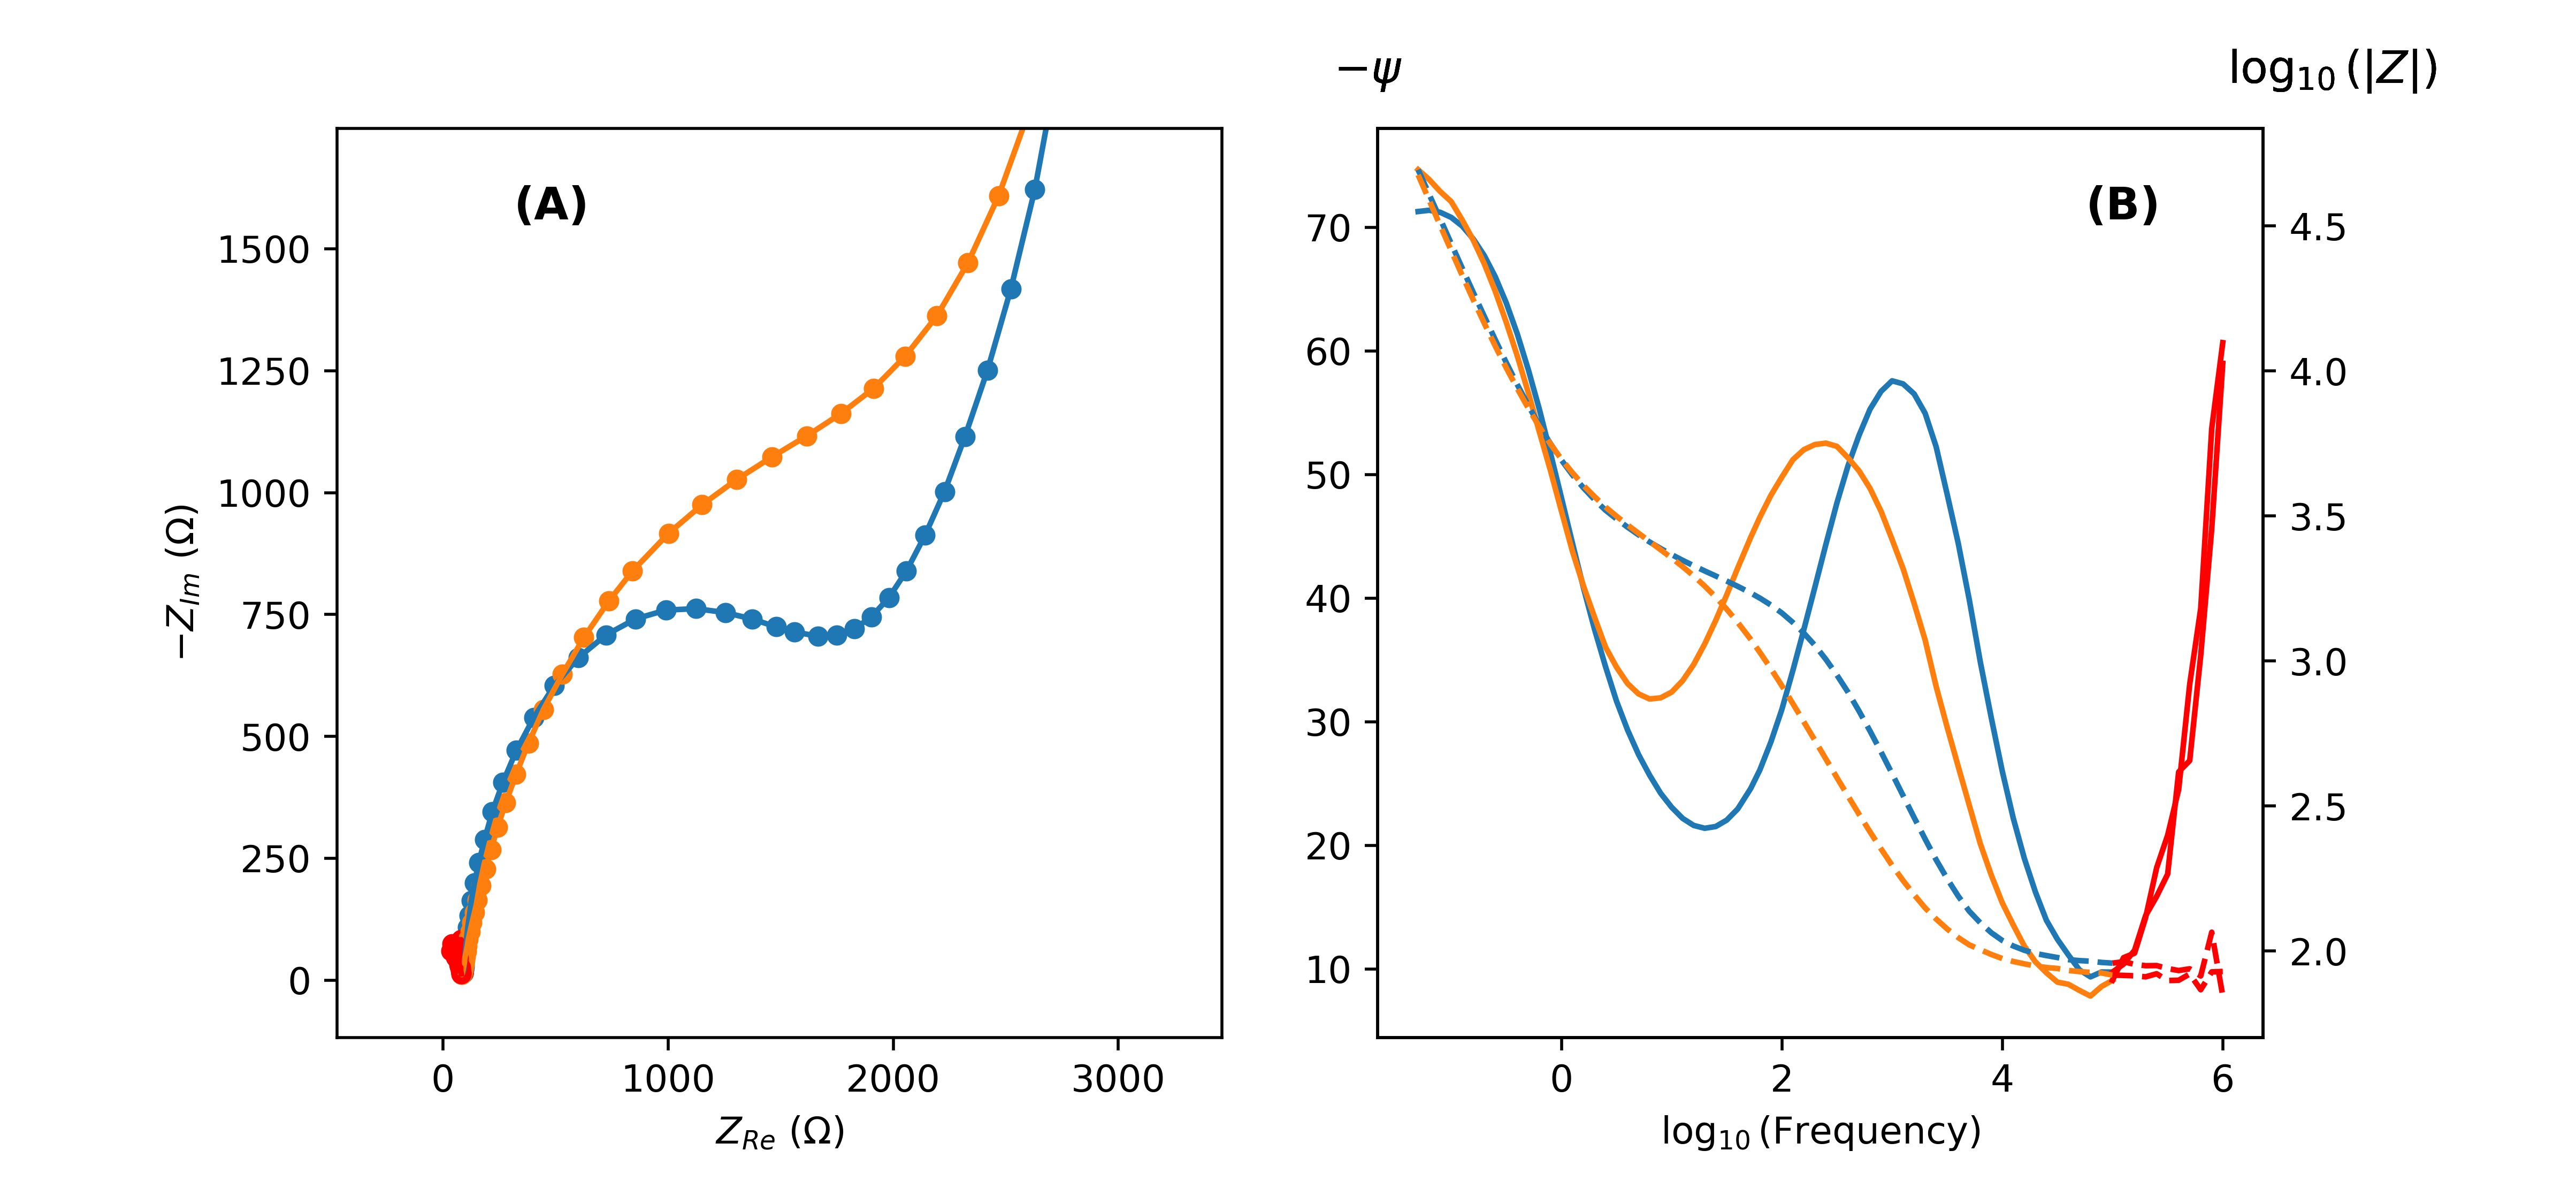 −ψ
log₁₀(|Z|)
(A)
(B)
1500
1250
1000
750
500
250
0
−Z_Im (Ω)
0 1000 2000 3000
Z_Re (Ω)
70
60
50
40
30
20
10
4.5
4.0
3.5
3.0
2.5
2.0
0 2 4 6
log₁₀(Frequency)